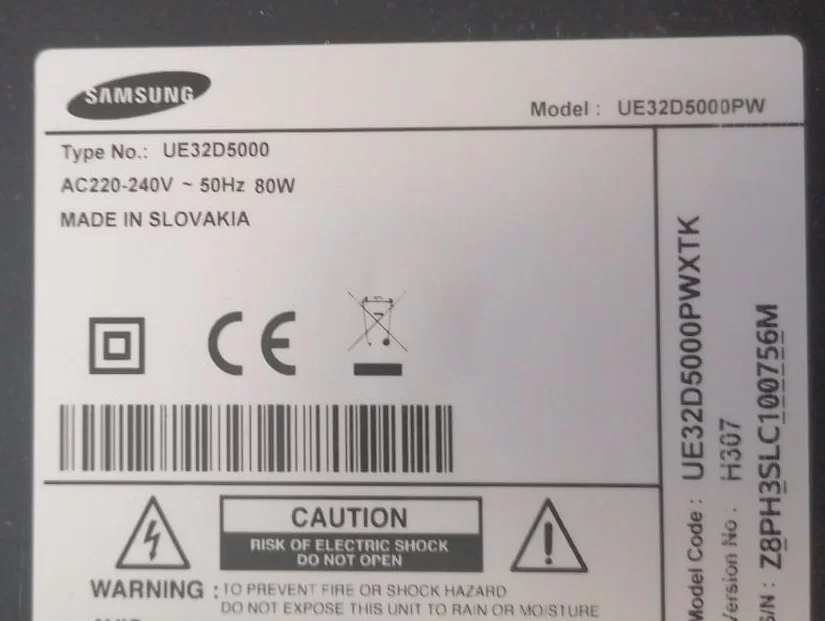 SAMSUNG
Model : UE32D5000PW
Type No.: UE32D5000
AC220-240V ~ 50Hz 80W
MADE IN SLOVAKIA
CE
CAUTION
RISK OF ELECTRIC SHOCK
DO NOT OPEN
WARNING : TO PREVENT FIRE OR SHOCK HAZARD
DO NOT EXPOSE THIS UNIT TO RAIN OR MOISTURE
Model Code : UE32D5000PWXTK
Version No. H307
S/N : Z8PH3SLC100756M